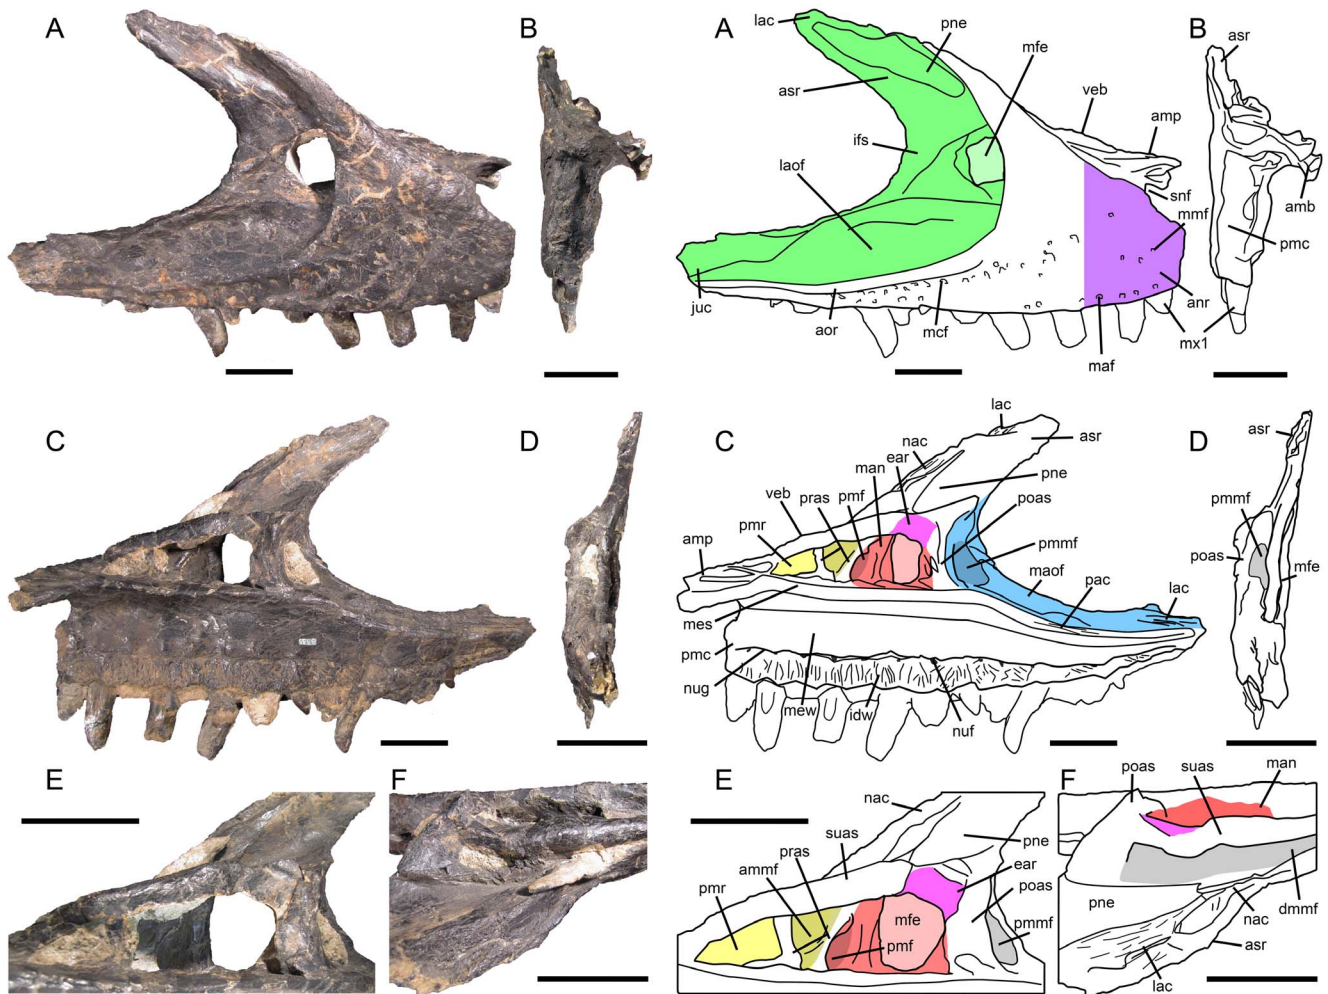 A
B
A
B
lac
pne
mfe
asr
veb
amp
asr
ifs
laof
snf
mmf
amb
pmc
anr
juc
aor
mcf
maf
mx1
C
D
C
D
lac
nac
asr
ear
man
pne
pmf
pras
veb
poas
pmr
amp
pmmf
maof
pac
lac
mes
pmc
nug
mew
idw
nuf
asr
pmmf
poas
mfe
E
F
E
F
nac
suas
pne
pras
ammf
ear
pmr
poas
mfe
pmmf
pmf
poas
suas
man
pne
dmmf
nac
asr
lac